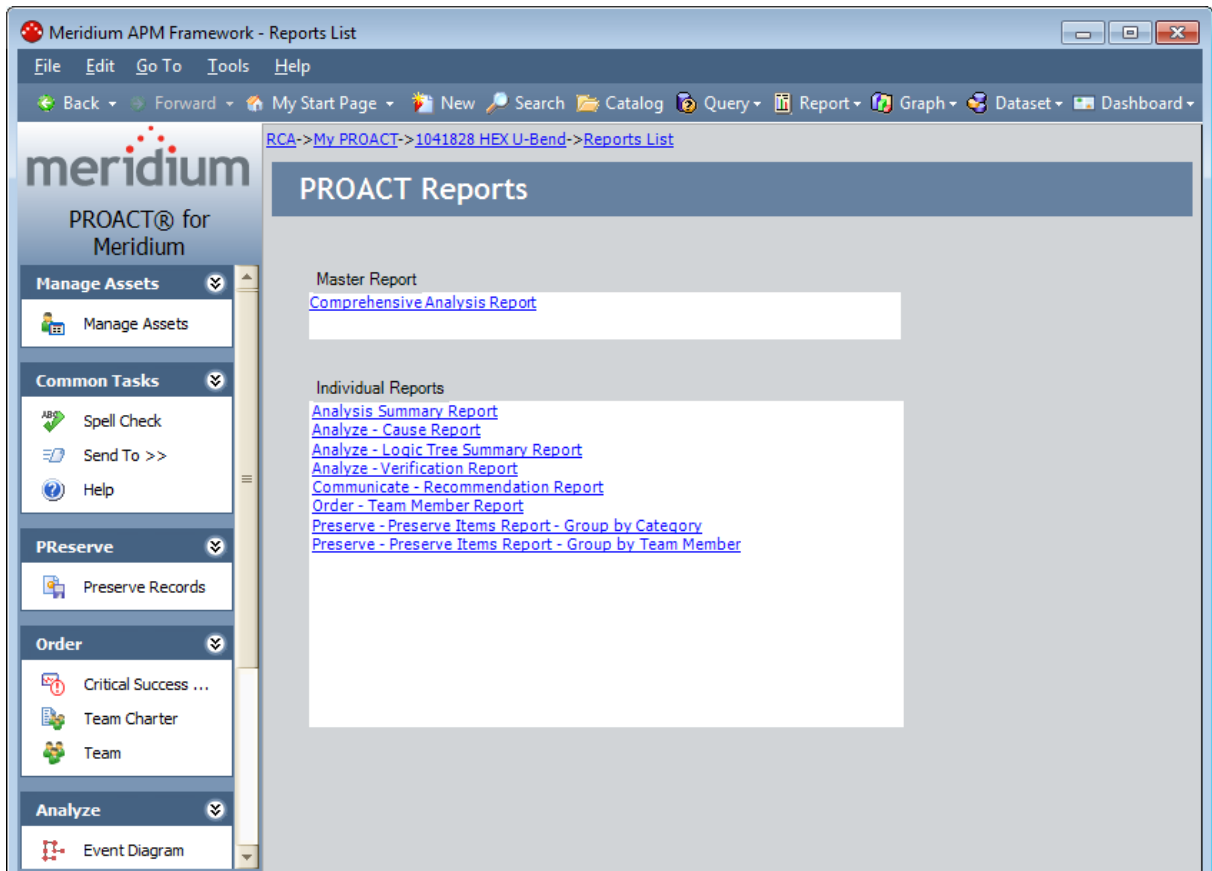 Meridium APM Framework - Reports List
File Edit Go To Tools Help
Back Forward My Start Page New Search Catalog Query Report Graph Dataset Dashboard
meridium
PROACT® for
Meridium
Manage Assets
Manage Assets
Common Tasks
ABC
Spell Check
Send To >>
Help
PReserve
Preserve Records
Order
Critical Success ...
Team Charter
Team
Analyze
Event Diagram
RCA->My PROACT->1041828 HEX U-Bend->Reports List
PROACT Reports
Master Report
Comprehensive Analysis Report
Individual Reports
Analysis Summary Report
Analyze - Cause Report
Analyze - Logic Tree Summary Report
Analyze - Verification Report
Communicate - Recommendation Report
Order - Team Member Report
Preserve - Preserve Items Report - Group by Category
Preserve - Preserve Items Report - Group by Team Member